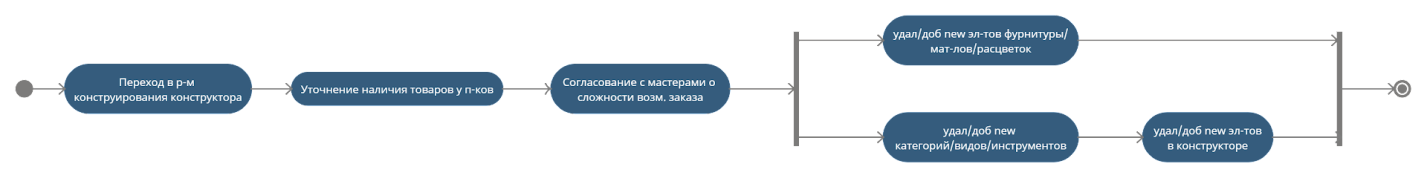 Переход в р-м
конструирования конструктора
Уточнение наличия товаров у п-ков
Согласование с мастерами о
сложности возм. заказа
удал/доб new эл-тов фурнитуры/
мат-лов/расцветок
удал/доб new
категорий/видов/инструментов
удал/доб new эл-тов
в конструкторе